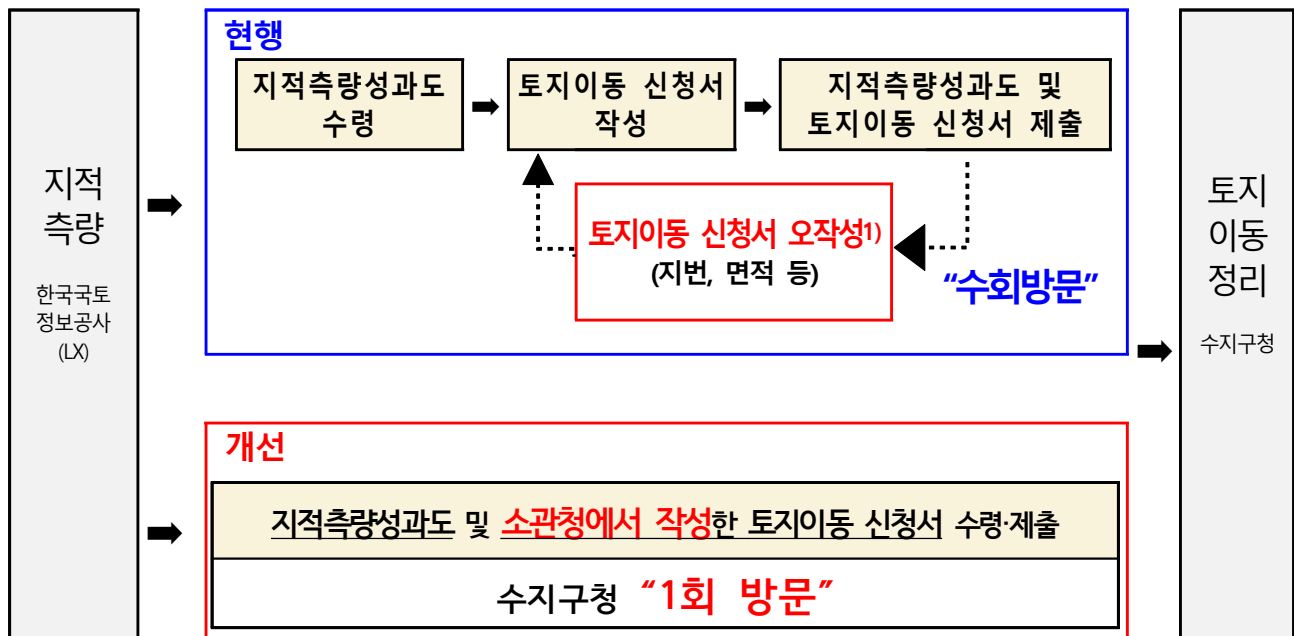 지적
측량
한국국토
정보공사
(LX)
현행
지적측량성과도
수령
토지이동 신청서
작성
지적측량성과도 및
토지이동 신청서 제출
토지이동 신청서 오작성1)
(지번, 면적 등)
“수회방문”
개선
지적측량성과도 및 소관청에서 작성한 토지이동 신청서 수령·제출
수지구청 “1회 방문”
토지
이동
정리
수지구청